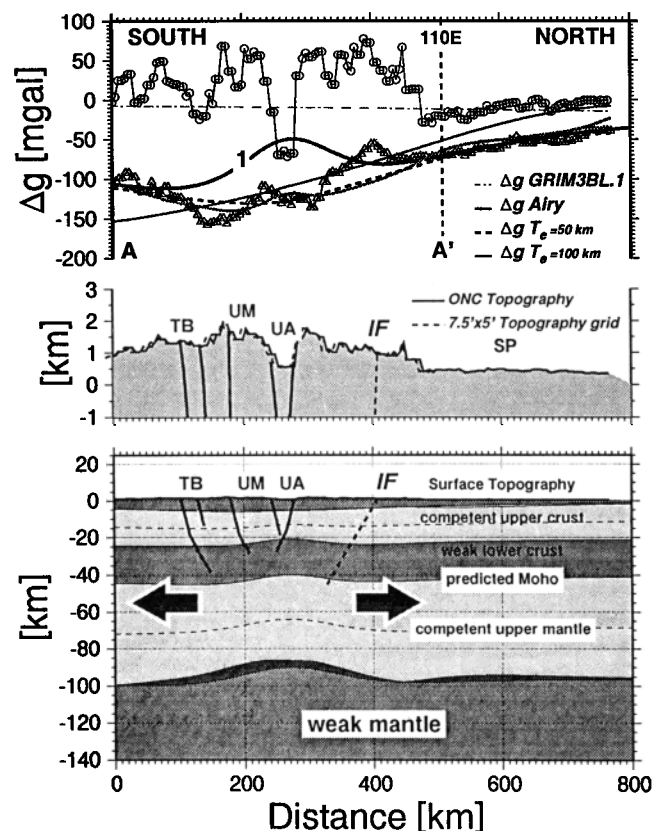 SOUTH 110E NORTH
100
50
0
-50
-100
-150
-200
Δg [mgal]
1
Δg GRIM3BL.1
Δg Airy
Δg Te =50 km
Δg Te =100 km
A A'
3
2
1
0
-1
[km]
TB UM UA IF SP
ONC Topography
7.5'x5' Topography grid
20
0
-20
-40
-60
-80
-100
-120
-140
[km]
TB UM UA IF Surface Topography
competent upper crust
weak lower crust
predicted Moho
competent upper mantle
weak mantle
0 200 400 600 800
Distance [km]